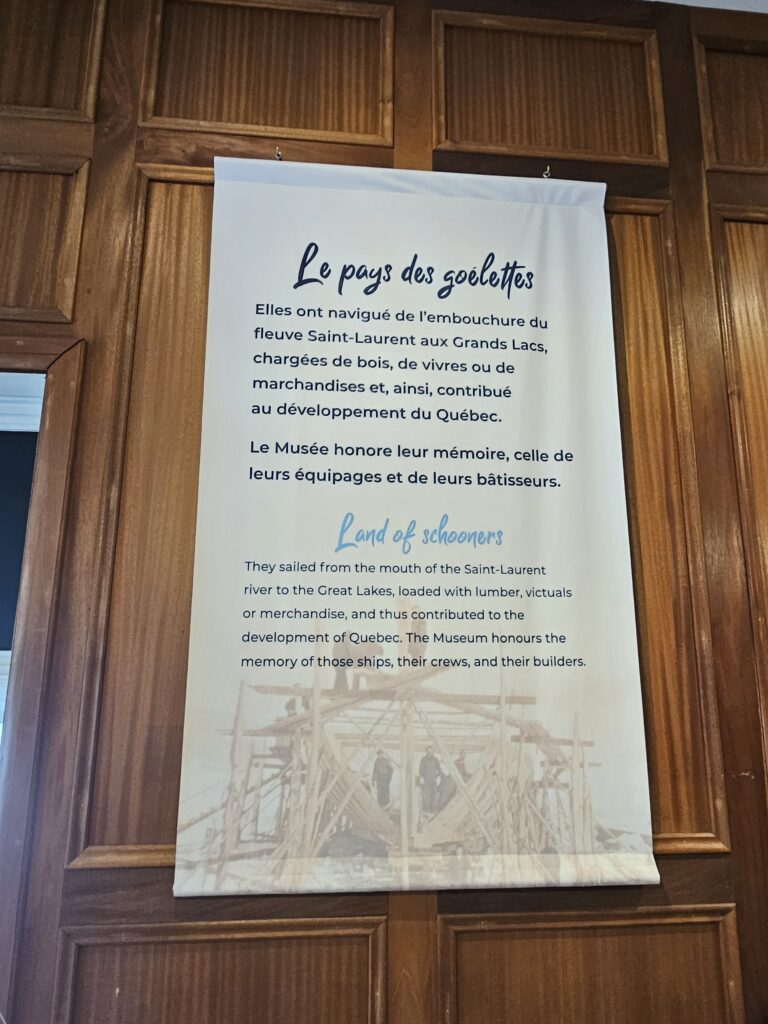 Le pays des goélettes
Elles ont navigué de l'embouchure du
fleuve Saint-Laurent aux Grands Lacs,
chargées de bois, de vivres ou de
marchandises et, ainsi, contribué
au développement du Québec.
Le Musée honore leur mémoire, celle de
leurs équipages et de leurs bâtisseurs.
Land of schooners
They sailed from the mouth of the Saint-Laurent
river to the Great Lakes, loaded with lumber, victuals
or merchandise, and thus contributed to the
development of Quebec. The Museum honours the
memory of those ships, their crews, and their builders.